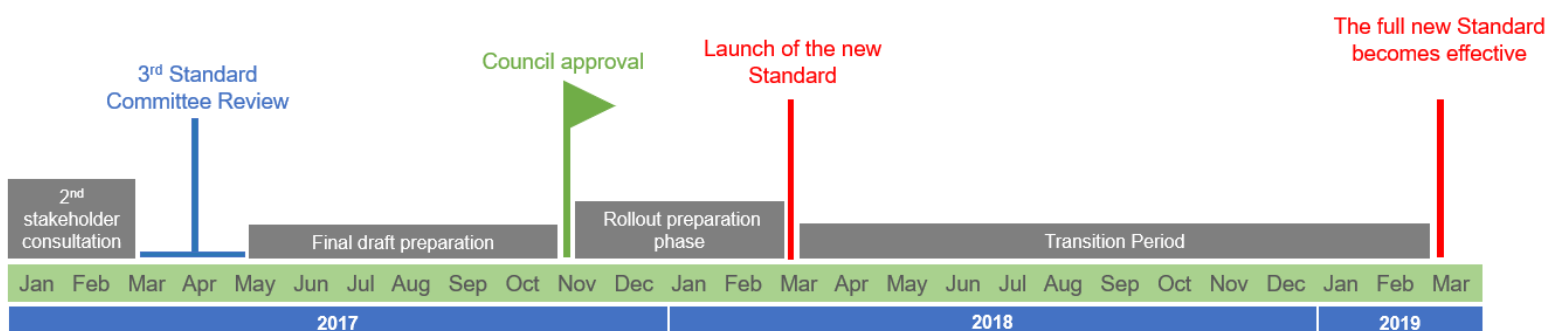 The full new Standard
becomes effective
Launch of the new
Standard
Council approval
3rd Standard
Committee Review
2nd
stakeholder
consultation
Final draft preparation
Rollout preparation
phase
Transition Period
Jan Feb Mar Apr May Jun Jul Aug Sep Oct Nov Dec Jan Feb Mar Apr May Jun Jul Aug Sep Oct Nov Dec Jan Feb Mar
2017 2018 2019